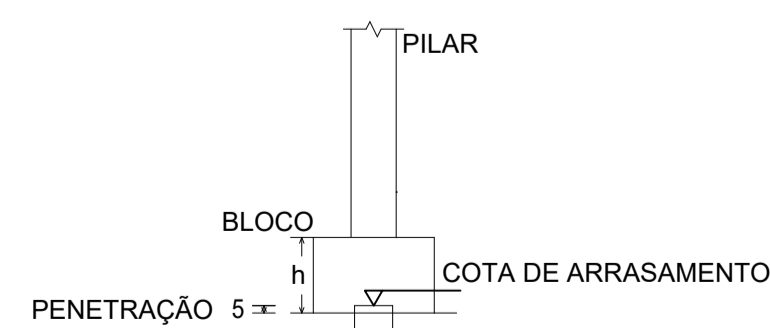 PILAR
BLOCO
h
COTA DE ARRASAMENTO
PENETRAÇÃO 5